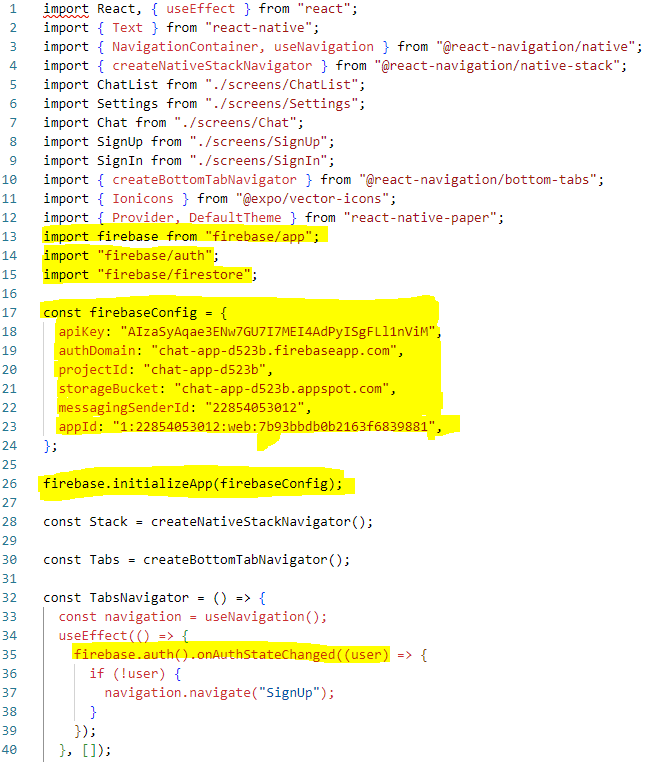 1 import React, { useEffect } from "react";
2 import { Text } from "react-native";
3 import { NavigationContainer, useNavigation } from "@react-navigation/native";
4 import { createNativeStackNavigator } from "@react-navigation/native-stack";
5 import ChatList from "./screens/ChatList";
6 import Settings from "./screens/Settings";
7 import Chat from "./screens/Chat";
8 import SignUp from "./screens/SignUp";
9 import SignIn from "./screens/SignIn";
10 import { createBottomTabNavigator } from "@react-navigation/bottom-tabs";
11 import { Ionicons } from "@expo/vector-icons";
12 import { Provider, DefaultTheme } from "react-native-paper";
13 import firebase from "firebase/app";
14 import "firebase/auth";
15 import "firebase/firestore";
16
17 const firebaseConfig = {
18 apiKey: "AIzaSyAqae3ENw7GU7I7MEI4AdPyISgFLl1nViM",
19 authDomain: "chat-app-d523b.firebaseapp.com",
20 projectId: "chat-app-d523b",
21 storageBucket: "chat-app-d523b.appspot.com",
22 messagingSenderId: "22854053012",
23 appId: "1:22854053012:web:7b93bbdb0b2163f6839881",
24 };
25
26 firebase.initializeApp(firebaseConfig);
27
28 const Stack = createNativeStackNavigator();
29
30 const Tabs = createBottomTabNavigator();
31
32 const TabsNavigator = () => {
33 const navigation = useNavigation();
34 useEffect(() => {
35 firebase.auth().onAuthStateChanged((user) => {
36 if (!user) {
37 navigation.navigate("SignUp");
38 }
39 });
40 }, []);